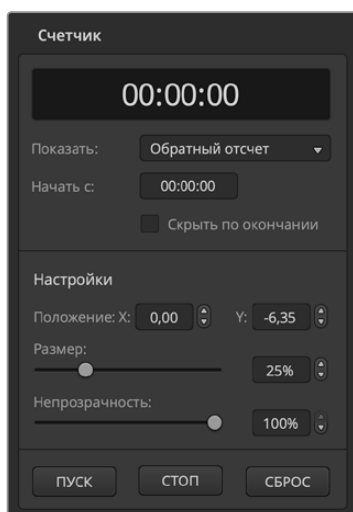 Счетчик
00:00:00
Показать: Обратный отсчет
Начать с: 00:00:00
Скрыть по окончании
Настройки
Положение: X: 0,00 Y: -6,35
Размер:
25%
Непрозрачность:
100%
ПУСК СТОП СБРОС